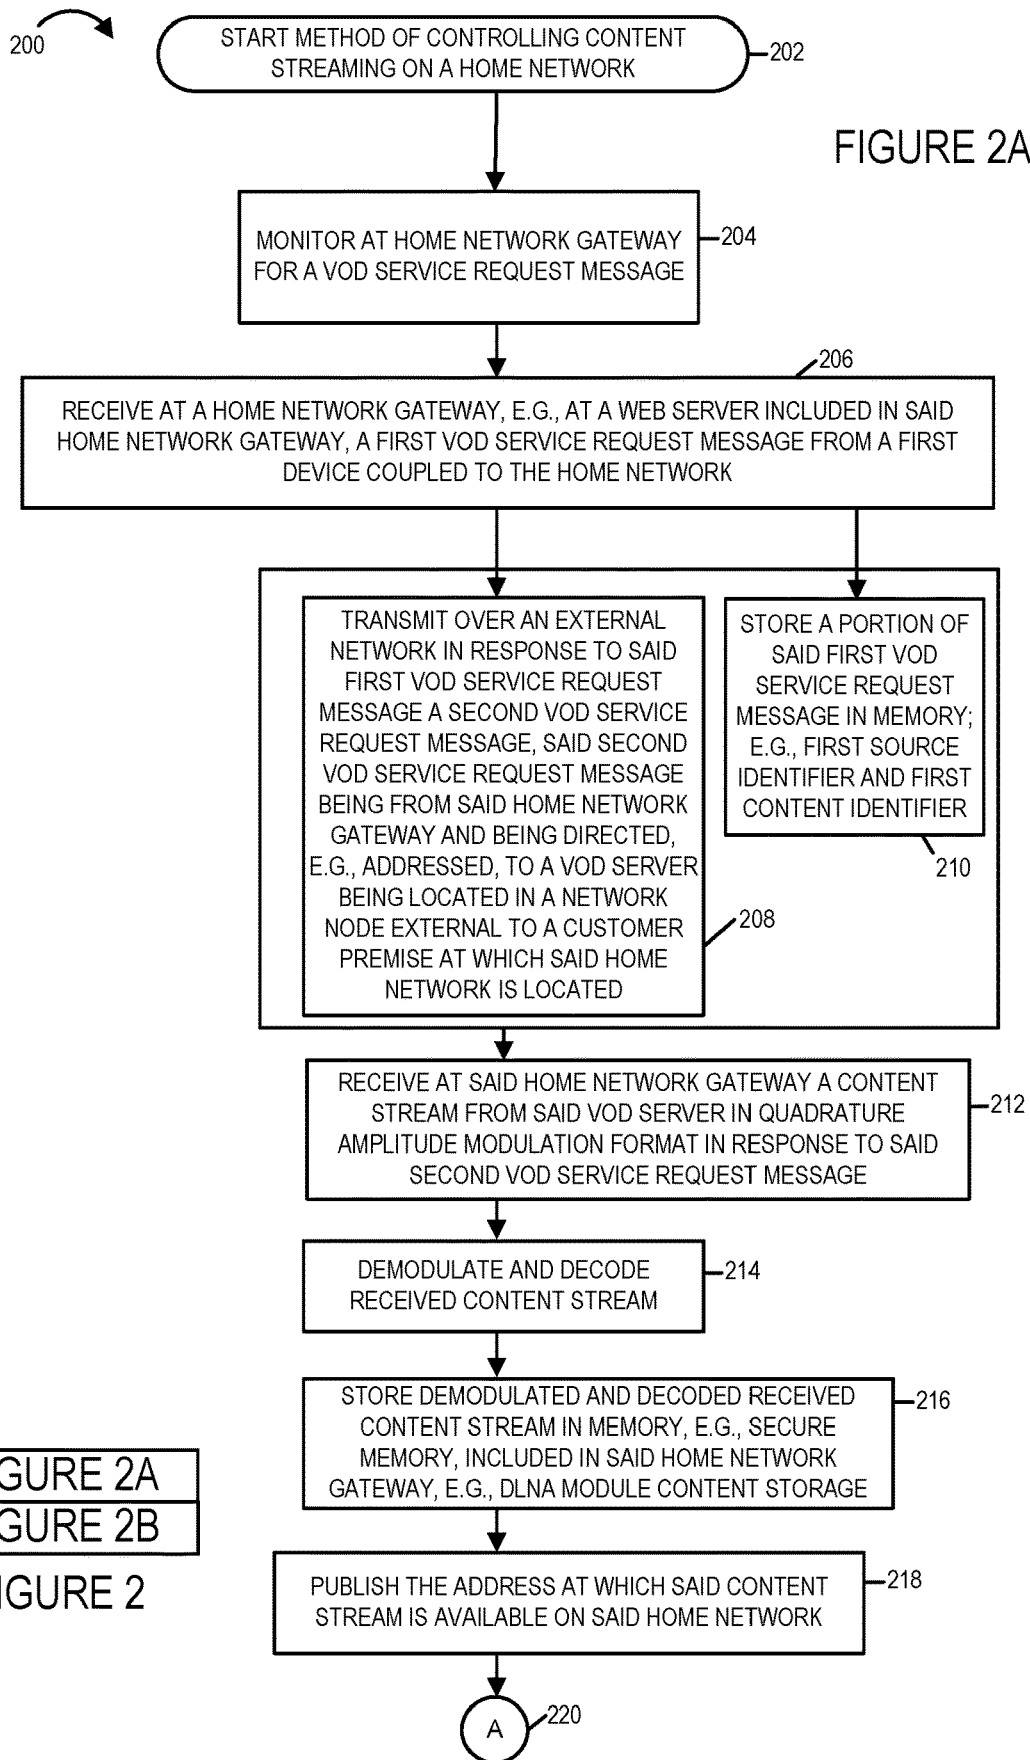 200
START METHOD OF CONTROLLING CONTENT
STREAMING ON A HOME NETWORK
202
FIGURE 2A
MONITOR AT HOME NETWORK GATEWAY
FOR A VOD SERVICE REQUEST MESSAGE
204
206
RECEIVE AT A HOME NETWORK GATEWAY, E.G., AT A WEB SERVER INCLUDED IN SAID
HOME NETWORK GATEWAY, A FIRST VOD SERVICE REQUEST MESSAGE FROM A FIRST
DEVICE COUPLED TO THE HOME NETWORK
TRANSMIT OVER AN EXTERNAL
NETWORK IN RESPONSE TO SAID
FIRST VOD SERVICE REQUEST
MESSAGE A SECOND VOD SERVICE
REQUEST MESSAGE, SAID SECOND
VOD SERVICE REQUEST MESSAGE
BEING FROM SAID HOME NETWORK
GATEWAY AND BEING DIRECTED,
E.G., ADDRESSED, TO A VOD SERVER
BEING LOCATED IN A NETWORK
NODE EXTERNAL TO A CUSTOMER
PREMISE AT WHICH SAID HOME
NETWORK IS LOCATED
208
STORE A PORTION OF
SAID FIRST VOD
SERVICE REQUEST
MESSAGE IN MEMORY;
E.G., FIRST SOURCE
IDENTIFIER AND FIRST
CONTENT IDENTIFIER
210
RECEIVE AT SAID HOME NETWORK GATEWAY A CONTENT
STREAM FROM SAID VOD SERVER IN QUADRATURE
AMPLITUDE MODULATION FORMAT IN RESPONSE TO SAID
SECOND VOD SERVICE REQUEST MESSAGE
212
DEMODULATE AND DECODE
RECEIVED CONTENT STREAM
214
STORE DEMODULATED AND DECODED RECEIVED
CONTENT STREAM IN MEMORY, E.G., SECURE
MEMORY, INCLUDED IN SAID HOME NETWORK
GATEWAY, E.G., DLNA MODULE CONTENT STORAGE
216
PUBLISH THE ADDRESS AT WHICH SAID CONTENT
STREAM IS AVAILABLE ON SAID HOME NETWORK
218
A
220
GURE 2A
GURE 2B
IGURE 2